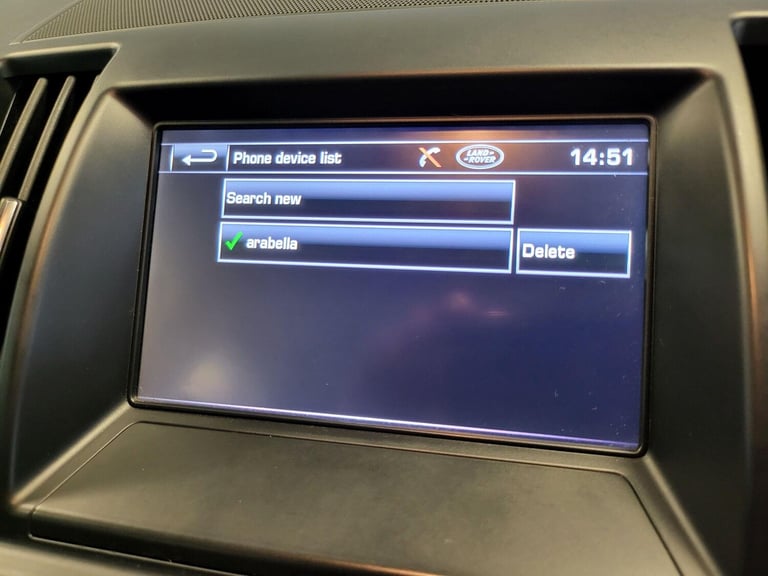 Phone device list
LAND
ROVER
14:51
Search new
arabella
Delete